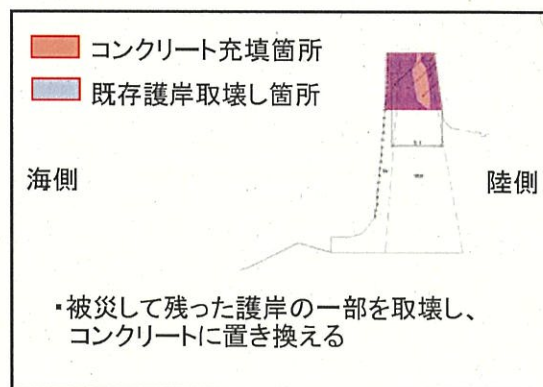 コンクリート充填箇所
既存護岸取壊し箇所
海側
陸側
・被災して残った護岸の一部を取壊し、
コンクリートに置き換える